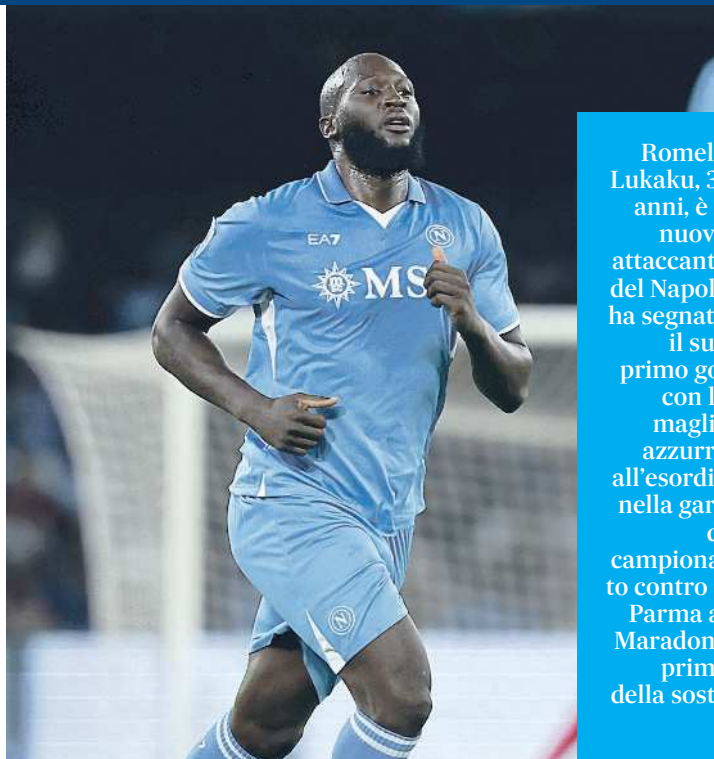 EA7
N
MS
N
Romel
Lukaku, 3
anni, è
nuov
attaccant
del Napol
ha segnat
il su
primo go
con l
magli
azzurr
all'esordi
nella gar
campiona
to contro
Parma a
Maradon
prim
della sost